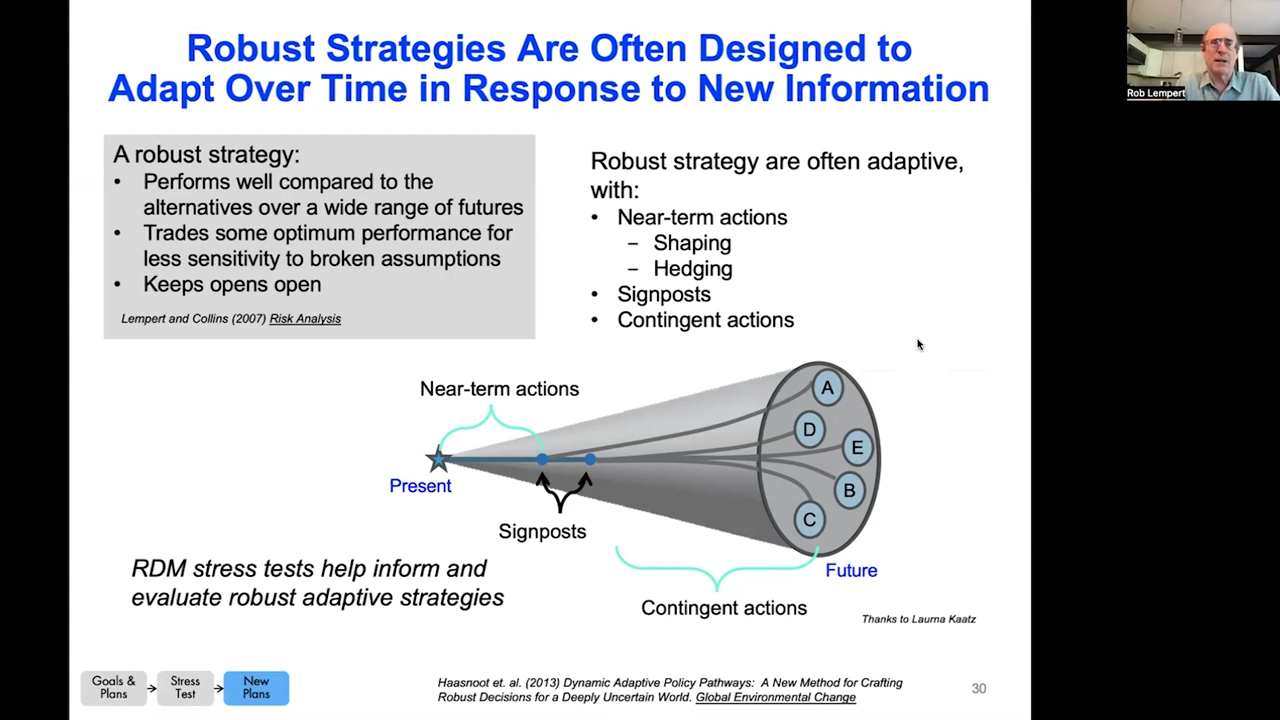 Robust Strategies Are Often Designed to
Adapt Over Time in Response to New Information
Rob Lempert
A robust strategy:
• Performs well compared to the
alternatives over a wide range of futures
• Trades some optimum performance for
less sensitivity to broken assumptions
• Keeps opens open
Lempert and Collins (2007) Risk Analysis
Robust strategy are often adaptive,
with:
• Near-term actions
– Shaping
– Hedging
• Signposts
• Contingent actions
Near-term actions
A
D
E
B
C
Present
Signposts
Future
Contingent actions
RDM stress tests help inform and
evaluate robust adaptive strategies
Thanks to Laurna Kaatz
Goals &
Plans
Stress
Test
New
Plans
Haasnoot et. al. (2013) Dynamic Adaptive Policy Pathways: A New Method for Crafting
Robust Decisions for a Deeply Uncertain World. Global Environmental Change
30